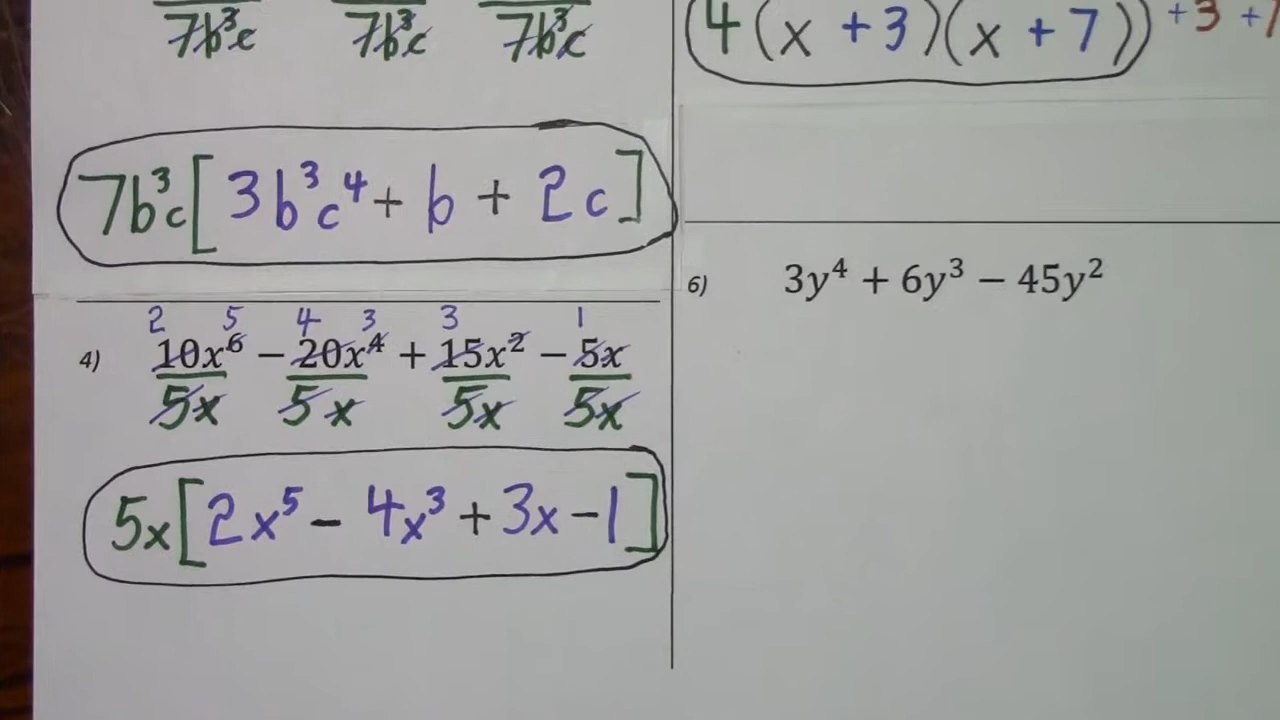 7b³c 7b³c 7b³c
7b³c[3b³c⁴ + b + 2c]
2 5 4 3 3 1
4) 10x⁶ − 20x⁴ + 15x² − 5x
5x 5x 5x 5x
5x[2x⁵ − 4x³ + 3x − 1]
(4(x +3)(x +7)) +3 +7
6) 3y⁴ + 6y³ − 45y²